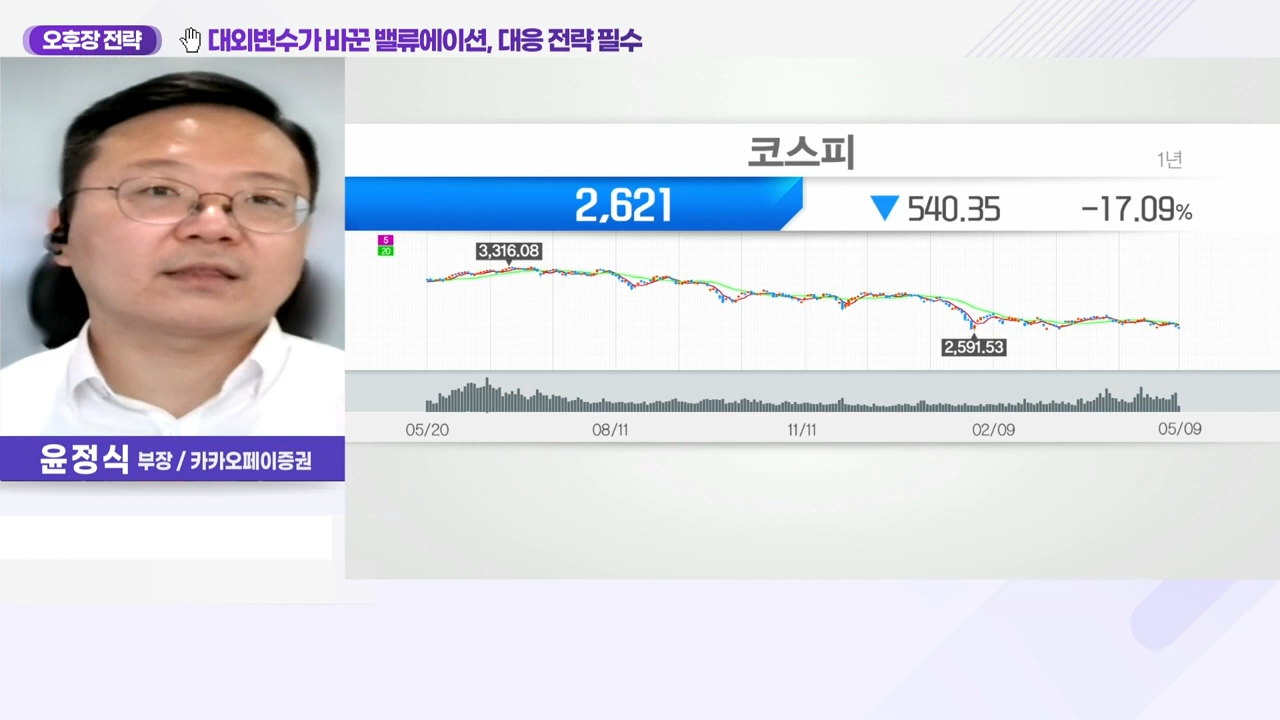 오후장 전략
대외변수가 바꾼 밸류에이션, 대응 전략 필수
코스피
1년
2,621
▼ 540.35
-17.09%
5
20
3,316.08
2,591.53
05/20 08/11 11/11 02/09 05/09
윤정식 부장 / 카카오페이증권